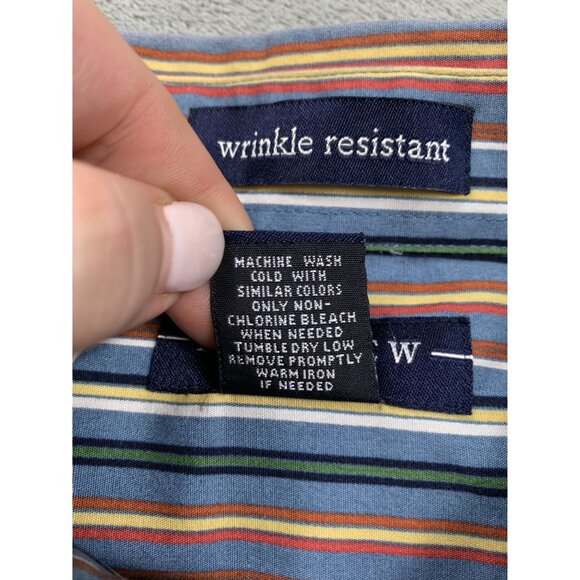 wrinkle resistant
MACHINE WASH
COLD WITH
SIMILAR COLORS
ONLY NON-
CHLORINE BLEACH
WHEN NEEDED
TUMBLE DRY LOW
REMOVE PROMPTLY
WARM IRON
IF NEEDED
W